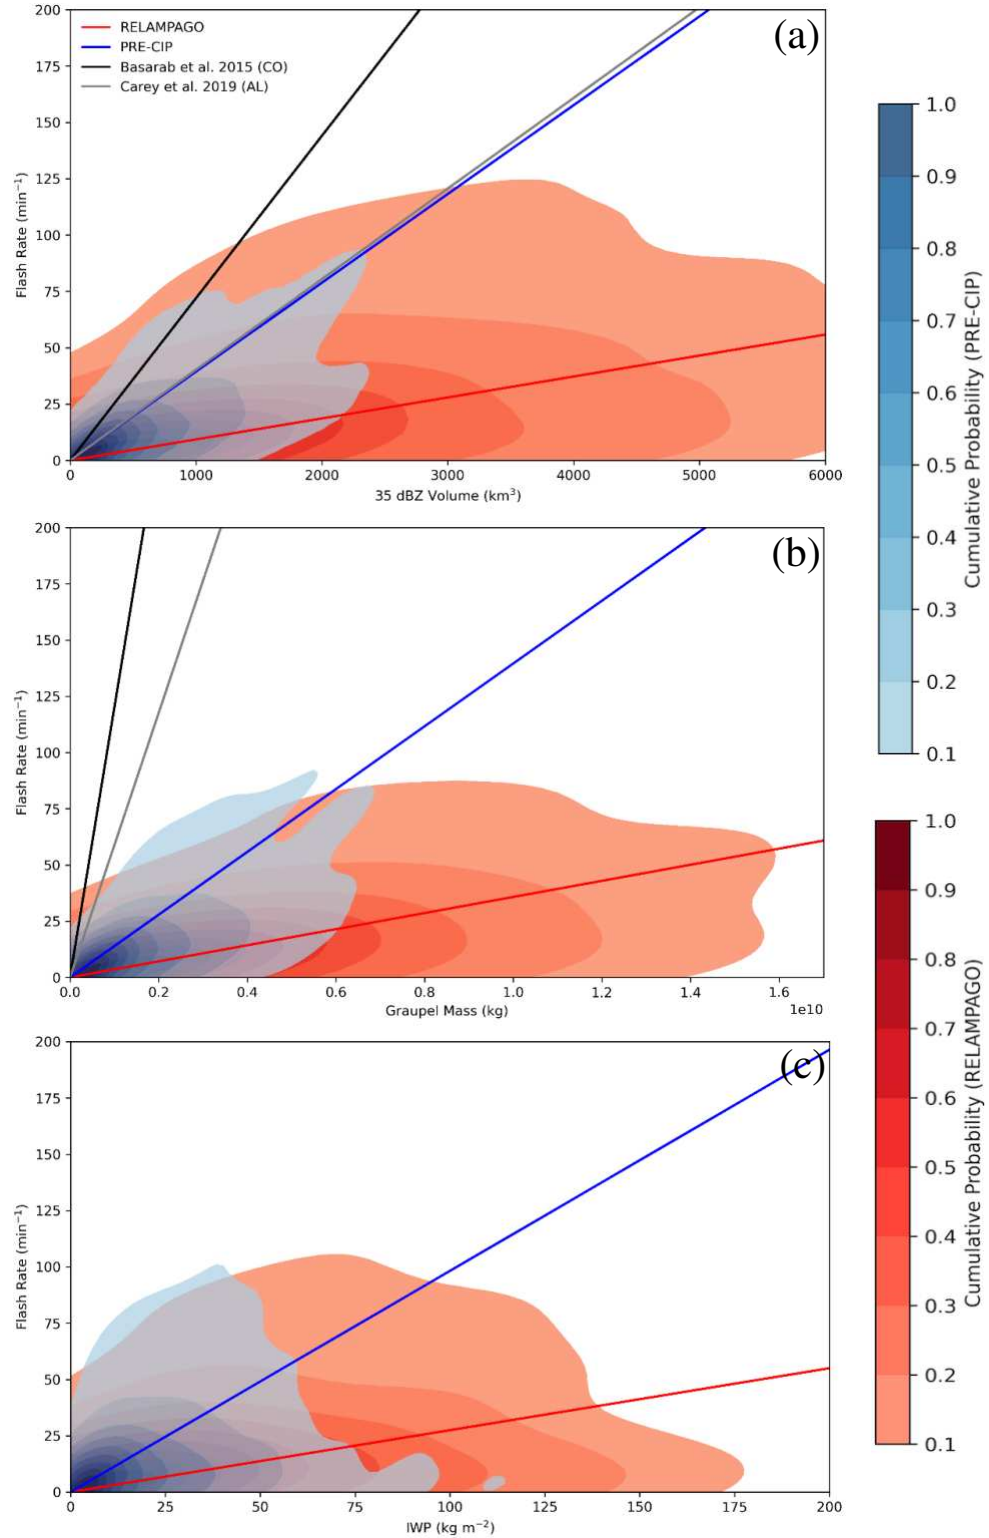 (a)
RELAMPAGO
PRE-CIP
Basarab et al. 2015 (CO)
Carey et al. 2019 (AL)
200
175
150
125
100
75
50
25
0
Flash Rate (min⁻¹)
0 1000 2000 3000 4000 5000 6000
35 dBZ Volume (km³)
(b)
200
175
150
125
100
75
50
25
0
Flash Rate (min⁻¹)
0.0 0.2 0.4 0.6 0.8 1.0 1.2 1.4 1.6
1e10
Graupel Mass (kg)
(c)
200
175
150
125
100
75
50
25
0
Flash Rate (min⁻¹)
0 25 50 75 100 125 150 175 200
IWP (kg m⁻²)
1.0
0.9
0.8
0.7
0.6
0.5
0.4
0.3
0.2
0.1
Cumulative Probability (PRE-CIP)
1.0
0.9
0.8
0.7
0.6
0.5
0.4
0.3
0.2
0.1
Cumulative Probability (RELAMPAGO)